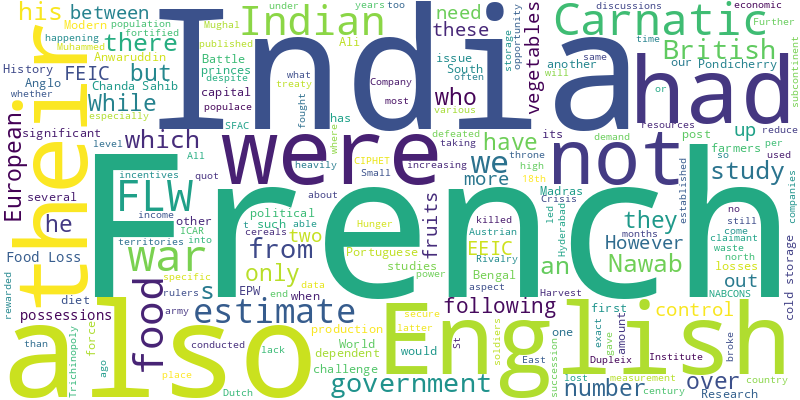 India
French
English
also
their
had
were
not
Indian
Carnatic
British
war
FLW
food
estimate
government
European
While
which
there
but
his
between
need
these
who
vegetables
we
have
more
study
they
However
Nawab
an
from
only
two
he
FEIC
EEIC
fruits
following
control
number
over
out
up
possessions
several
significant
Food Loss
History
Anglo
Chanda Sahib
Anwaruddin
Modern
population
Muhammed
happening
whether
Mughal
published
fortified
Battle
Ali
princes
despite
capital
populace
especially
level
All
quot
incentives
income
territories
ICAR
into
other
political
such
able
about
Hunger
Portuguese
studies
power
cereals
specific
rulers
EPW
end
when
data
army
production
conducted
lack
World
dependent
challenge
would
secure
latter
force
ago
than
Trichinopoly
place
Dutch
rewarded
diet
under
years
too
what
treaty
fought
Company
most
SFAC
has
where
heavily
CIPHET
Small
increasing
issue
South
often
various
defeated
taking
its
throne
high
18th
Crisis
Madras
killed
Austrian
Rivalry
Bengal
aspect
Harvest
led
Hyderabad
months
established
storage
opportunity
discussions
economic
Further
another
same
time
our
Pondicherry
will
or
subcontinent
resources
demand
post
reduce
farmers
per
used
so
no
still
come
claimant
waste
north
losses
companies
NABCONS
cold storage
first
one
exact
gave
amount
East
Dupleix
succession
soldiers
st
lost
measurement
century
Institute
broke
country
Research
s
t